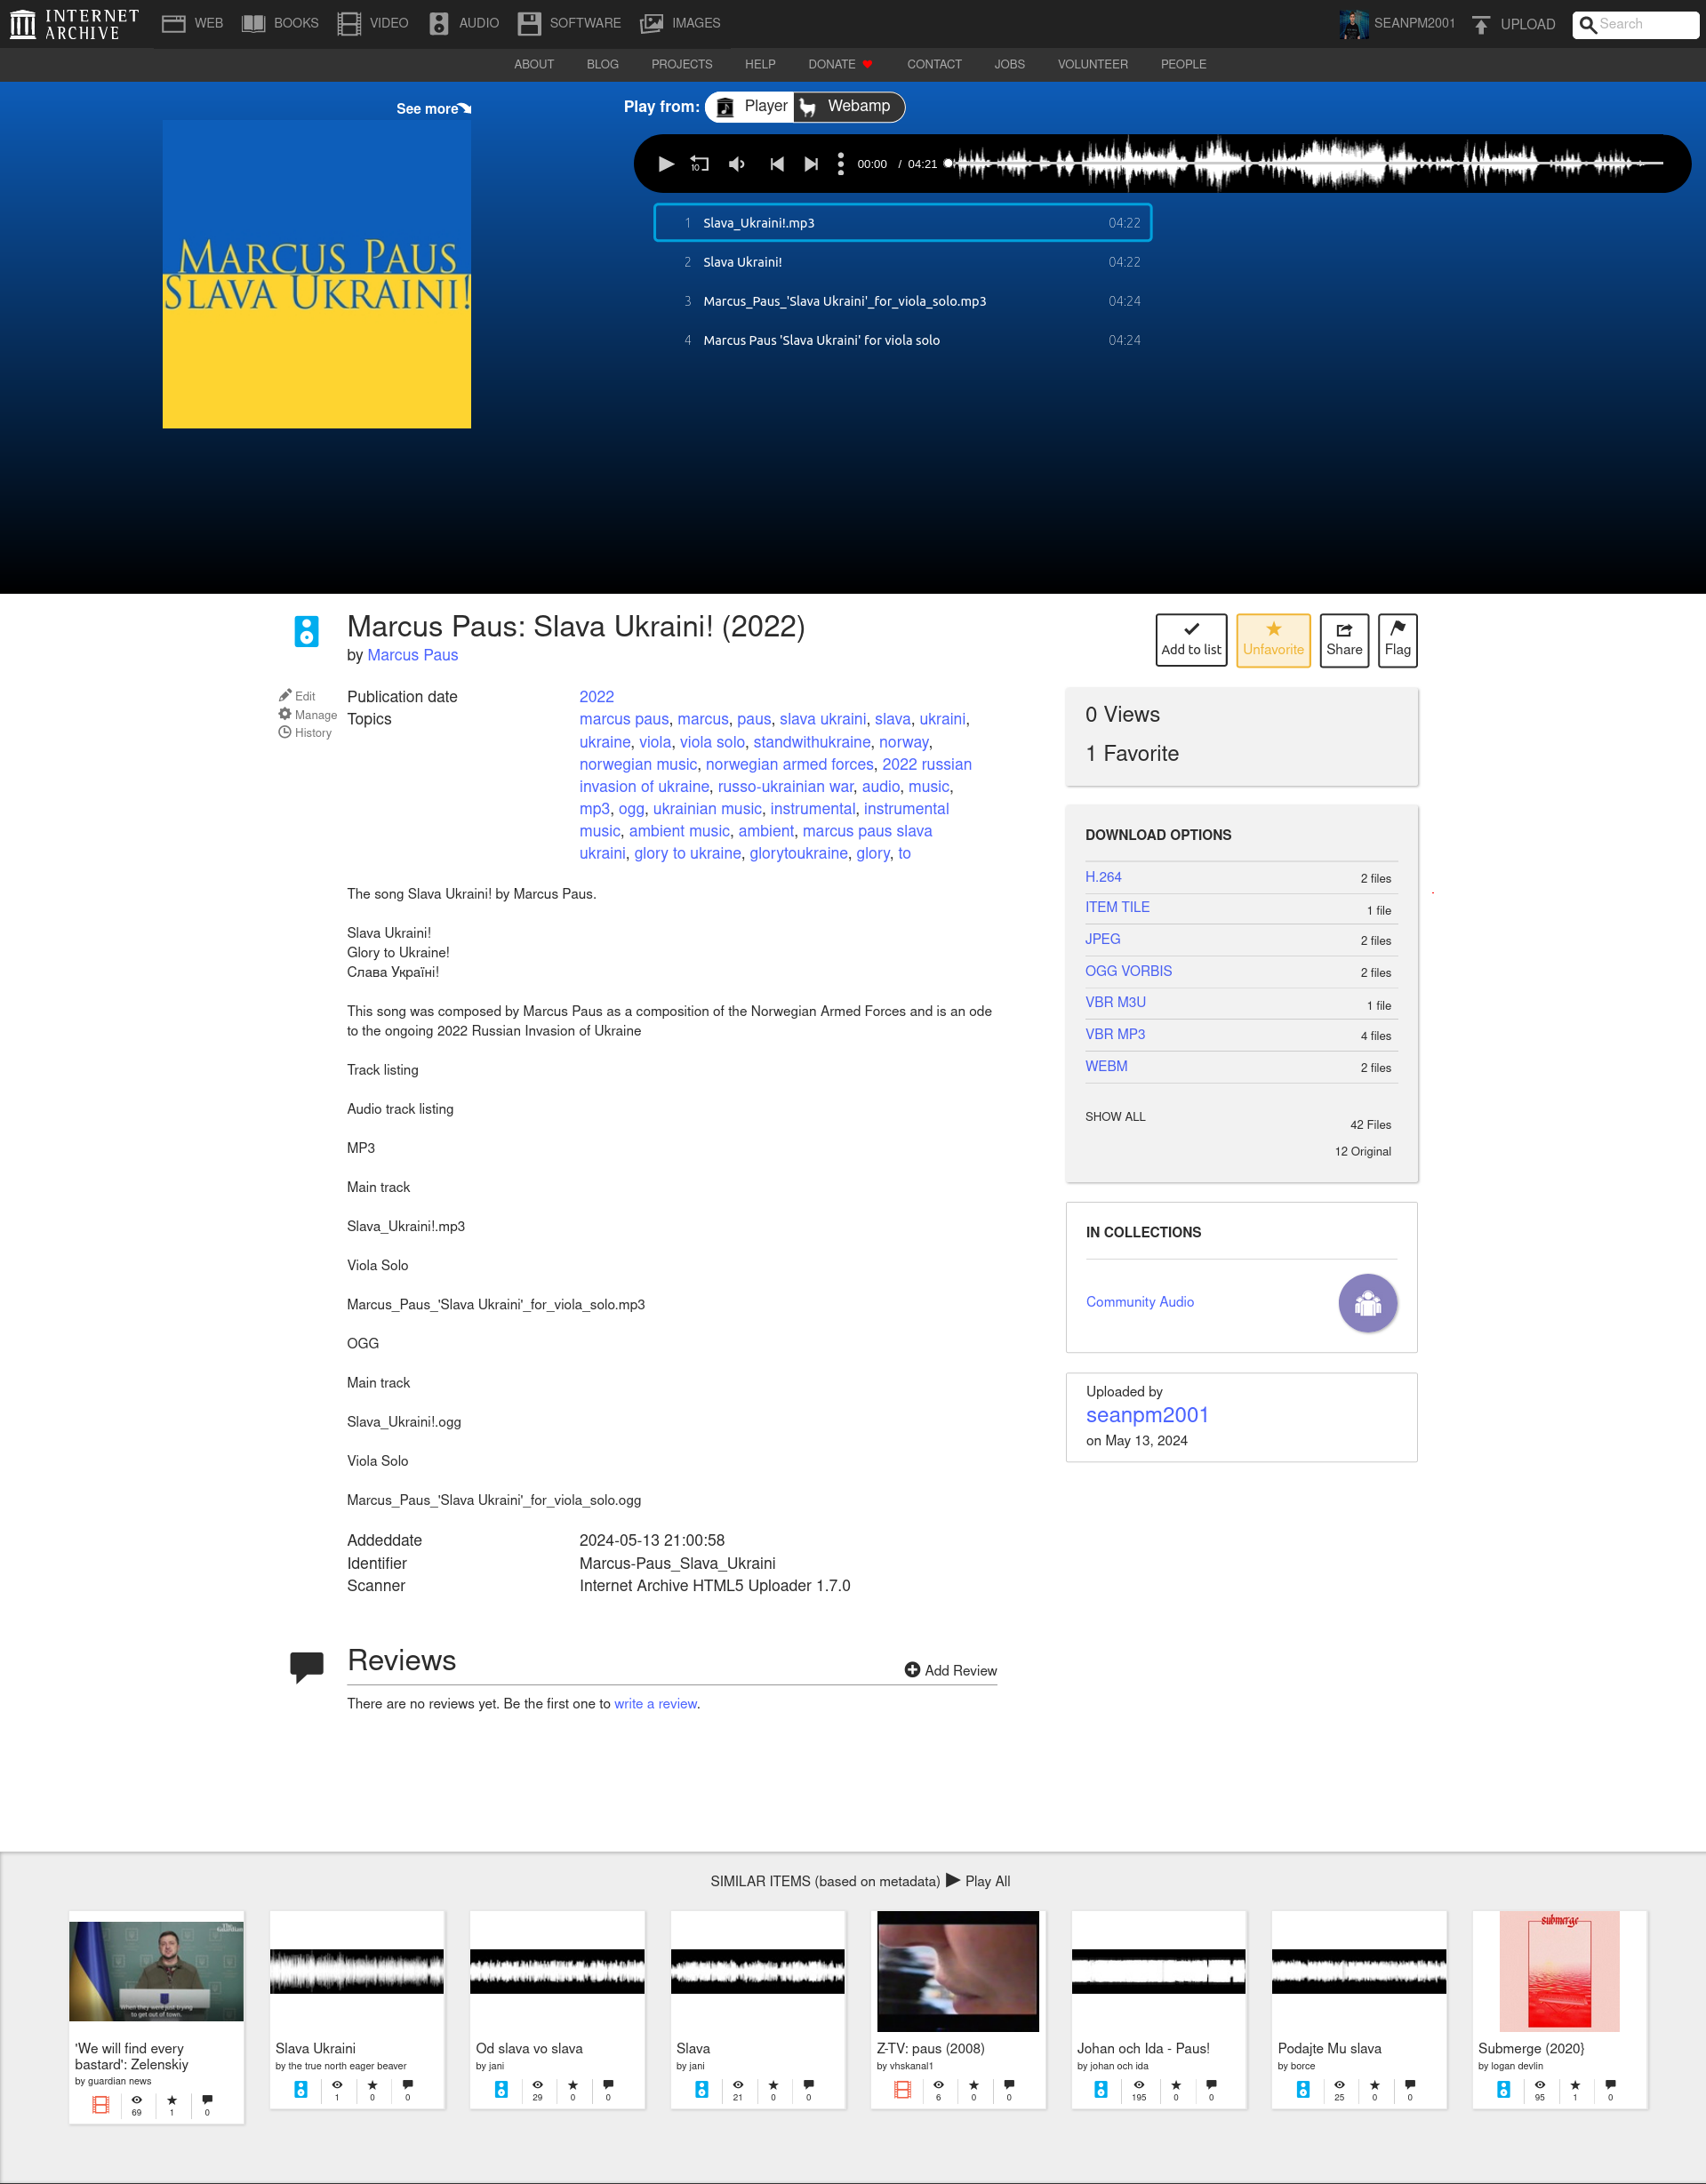 INTERNET ARCHIVE
WEB BOOKS VIDEO AUDIO SOFTWARE IMAGES
SEANPM2001 UPLOAD Search
ABOUT BLOG PROJECTS HELP DONATE CONTACT JOBS VOLUNTEER PEOPLE
See more
MARCUS PAUS
SLAVA UKRAINI!
Play from: Player Webamp
10 00:00 / 04:21
1 Slava_Ukraini!.mp3 04:22
2 Slava Ukraini! 04:22
3 Marcus_Paus_'Slava Ukraini'_for_viola_solo.mp3 04:24
4 Marcus Paus 'Slava Ukraini' for viola solo 04:24
Marcus Paus: Slava Ukraini! (2022)
by Marcus Paus
Add to list Unfavorite Share Flag
Edit
Manage
History
Publication date 2022
Topics marcus paus, marcus, paus, slava ukraini, slava, ukraini,
ukraine, viola, viola solo, standwithukraine, norway,
norwegian music, norwegian armed forces, 2022 russian
invasion of ukraine, russo-ukrainian war, audio, music,
mp3, ogg, ukrainian music, instrumental, instrumental
music, ambient music, ambient, marcus paus slava
ukraini, glory to ukraine, glorytoukraine, glory, to
The song Slava Ukraini! by Marcus Paus.
Slava Ukraini!
Glory to Ukraine!
Слава Україні!
This song was composed by Marcus Paus as a composition of the Norwegian Armed Forces and is an ode
to the ongoing 2022 Russian Invasion of Ukraine
Track listing
Audio track listing
MP3
Main track
Slava_Ukraini!.mp3
Viola Solo
Marcus_Paus_'Slava Ukraini'_for_viola_solo.mp3
OGG
Main track
Slava_Ukraini!.ogg
Viola Solo
Marcus_Paus_'Slava Ukraini'_for_viola_solo.ogg
Addeddate 2024-05-13 21:00:58
Identifier Marcus-Paus_Slava_Ukraini
Scanner Internet Archive HTML5 Uploader 1.7.0
0 Views
1 Favorite
DOWNLOAD OPTIONS
H.264 2 files
ITEM TILE 1 file
JPEG 2 files
OGG VORBIS 2 files
VBR M3U 1 file
VBR MP3 4 files
WEBM 2 files
SHOW ALL 42 Files
12 Original
IN COLLECTIONS
Community Audio
Uploaded by
seanpm2001
on May 13, 2024
Reviews
Add Review
There are no reviews yet. Be the first one to write a review.
SIMILAR ITEMS (based on metadata) Play All
The Guardian
When they were just trying
to get out of town.
'We will find every
bastard': Zelenskiy
by guardian news
69 1 0
Slava Ukraini
by the true north eager beaver
1 0 0
Od slava vo slava
by jani
29 0 0
Slava
by jani
21 0 0
Z-TV: paus (2008)
by vhskanal1
6 0 0
Johan och Ida - Paus!
by johan och ida
195 0 0
Podajte Mu slava
by borce
25 0 0
submerge
Submerge (2020}
by logan devlin
95 1 0